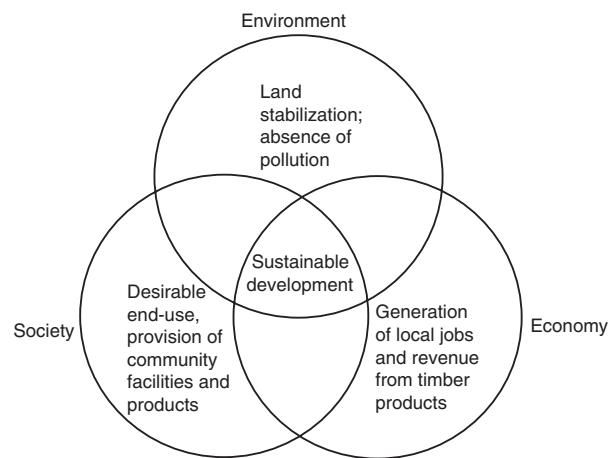 Environment
Land
stabilization;
absence of
pollution
Sustainable
development
Society
Desirable
end-use,
provision of
community
facilities and
products
Generation
of local jobs
and revenue
from timber
products
Economy